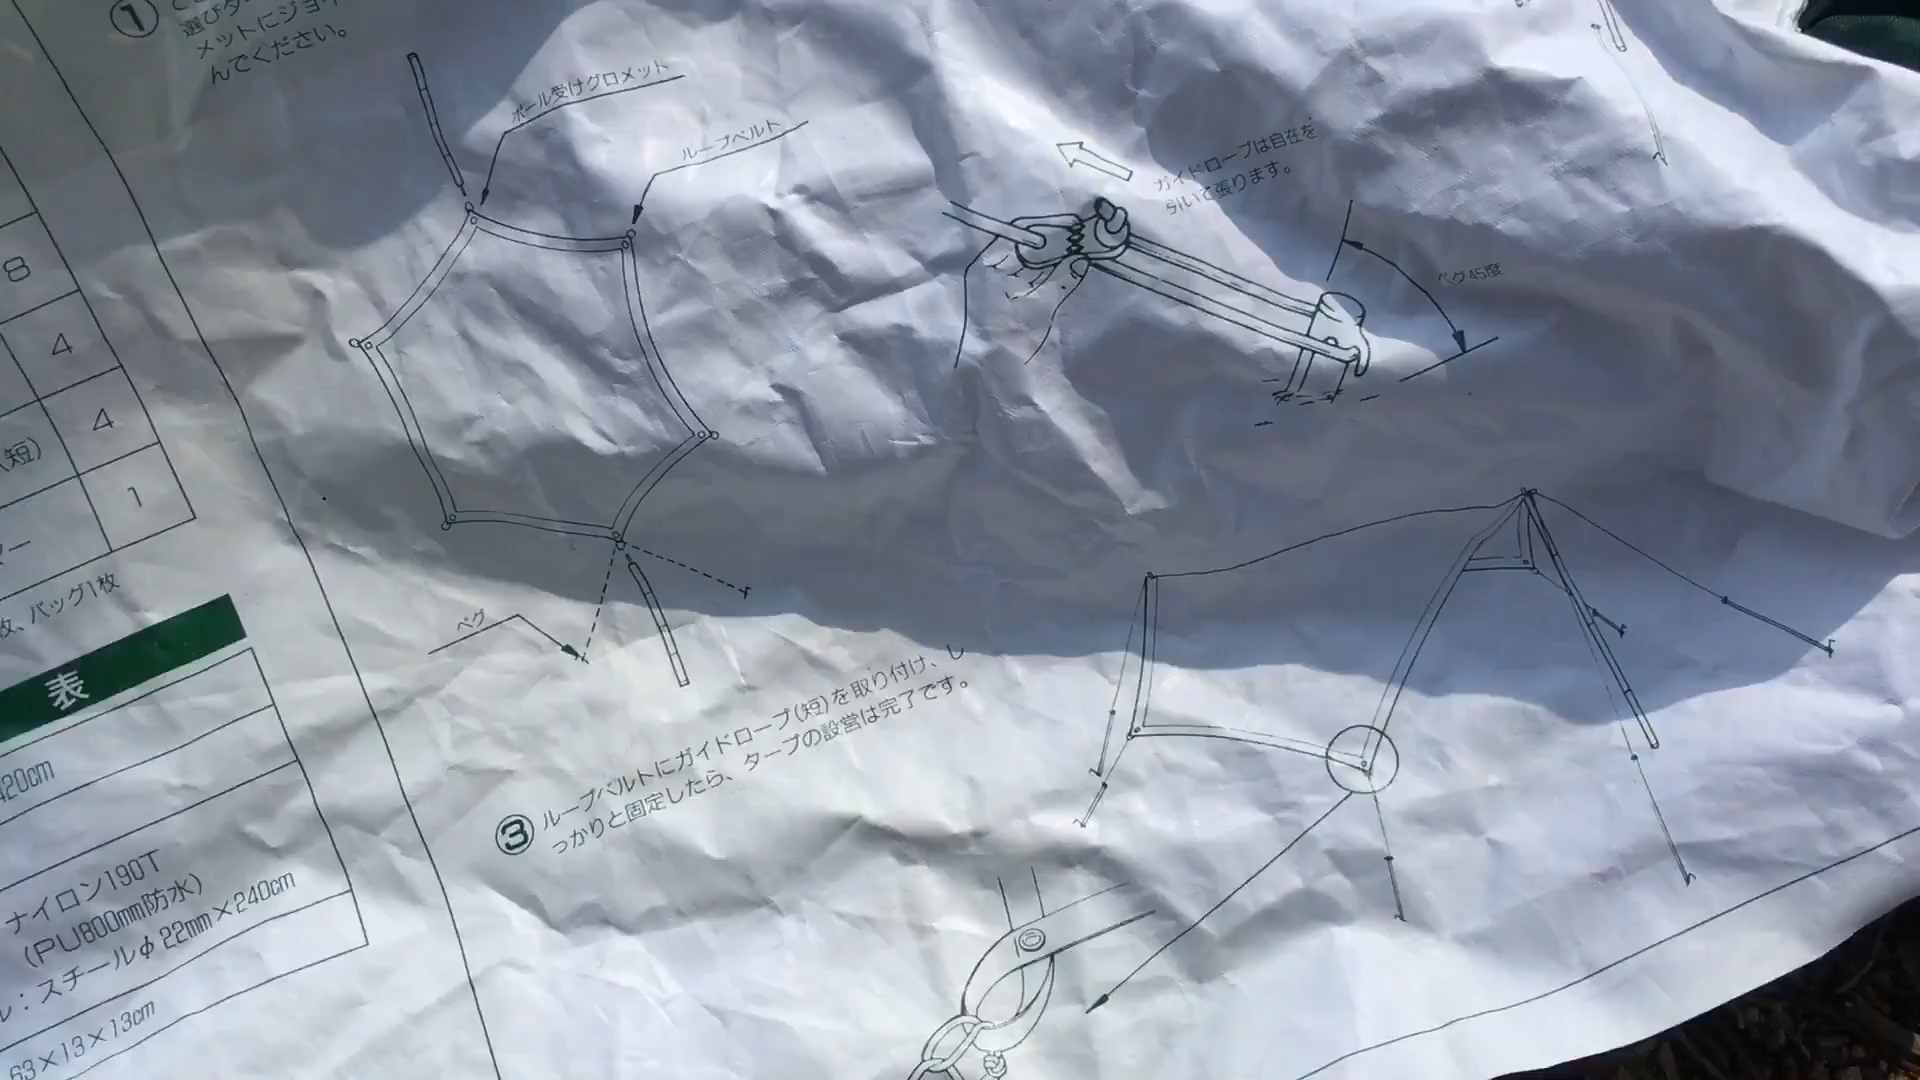 ①
選びタ
メットにジョイ
んでください。
ポール受けグロメット
ループベルト
ガイドロープは自在を
引いて張ります。
ペグ45度
8
4
短)
4
ー
1
枚、バッグ1枚
表
420cm
ナイロン190T
(PU800mm防水)
ル:スチールφ22mm×240cm
63×13×13cm
ペグ
③ループベルトにガイドロープ(短)を取り付け、し
っかりと固定したら、タープの設営は完了です。